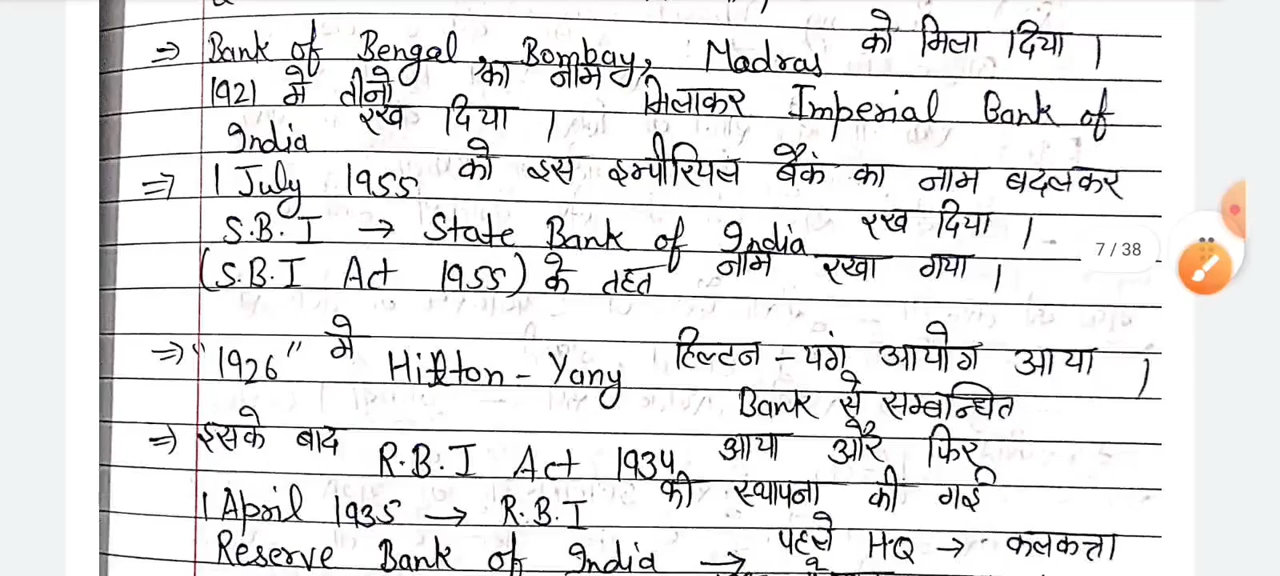 ⇒ Bank of Bengal, Bombay, Madras को मिला दिया ।
1921 मे तीनो का नाम मिलाकर Imperial Bank of
India रख दिया ।
⇒ 1 July 1955 को इस इम्पीरियल बैंक का नाम बदलकर
S.B.I → State Bank of India रख दिया ।
(S.B.I Act 1955) के तहत नाम रखा गया ।
7 / 38
⇒ "1926" मे Hilton - Yany हिल्टन - यंग आयोग आया ।
Bank से सम्बन्धित
⇒ इसके बाद R.B.I Act 1934 आया और फिर
1 April 1935 → R.B.I की स्थापना की गई
Reserve Bank of India → पहले HQ → कलकत्ता